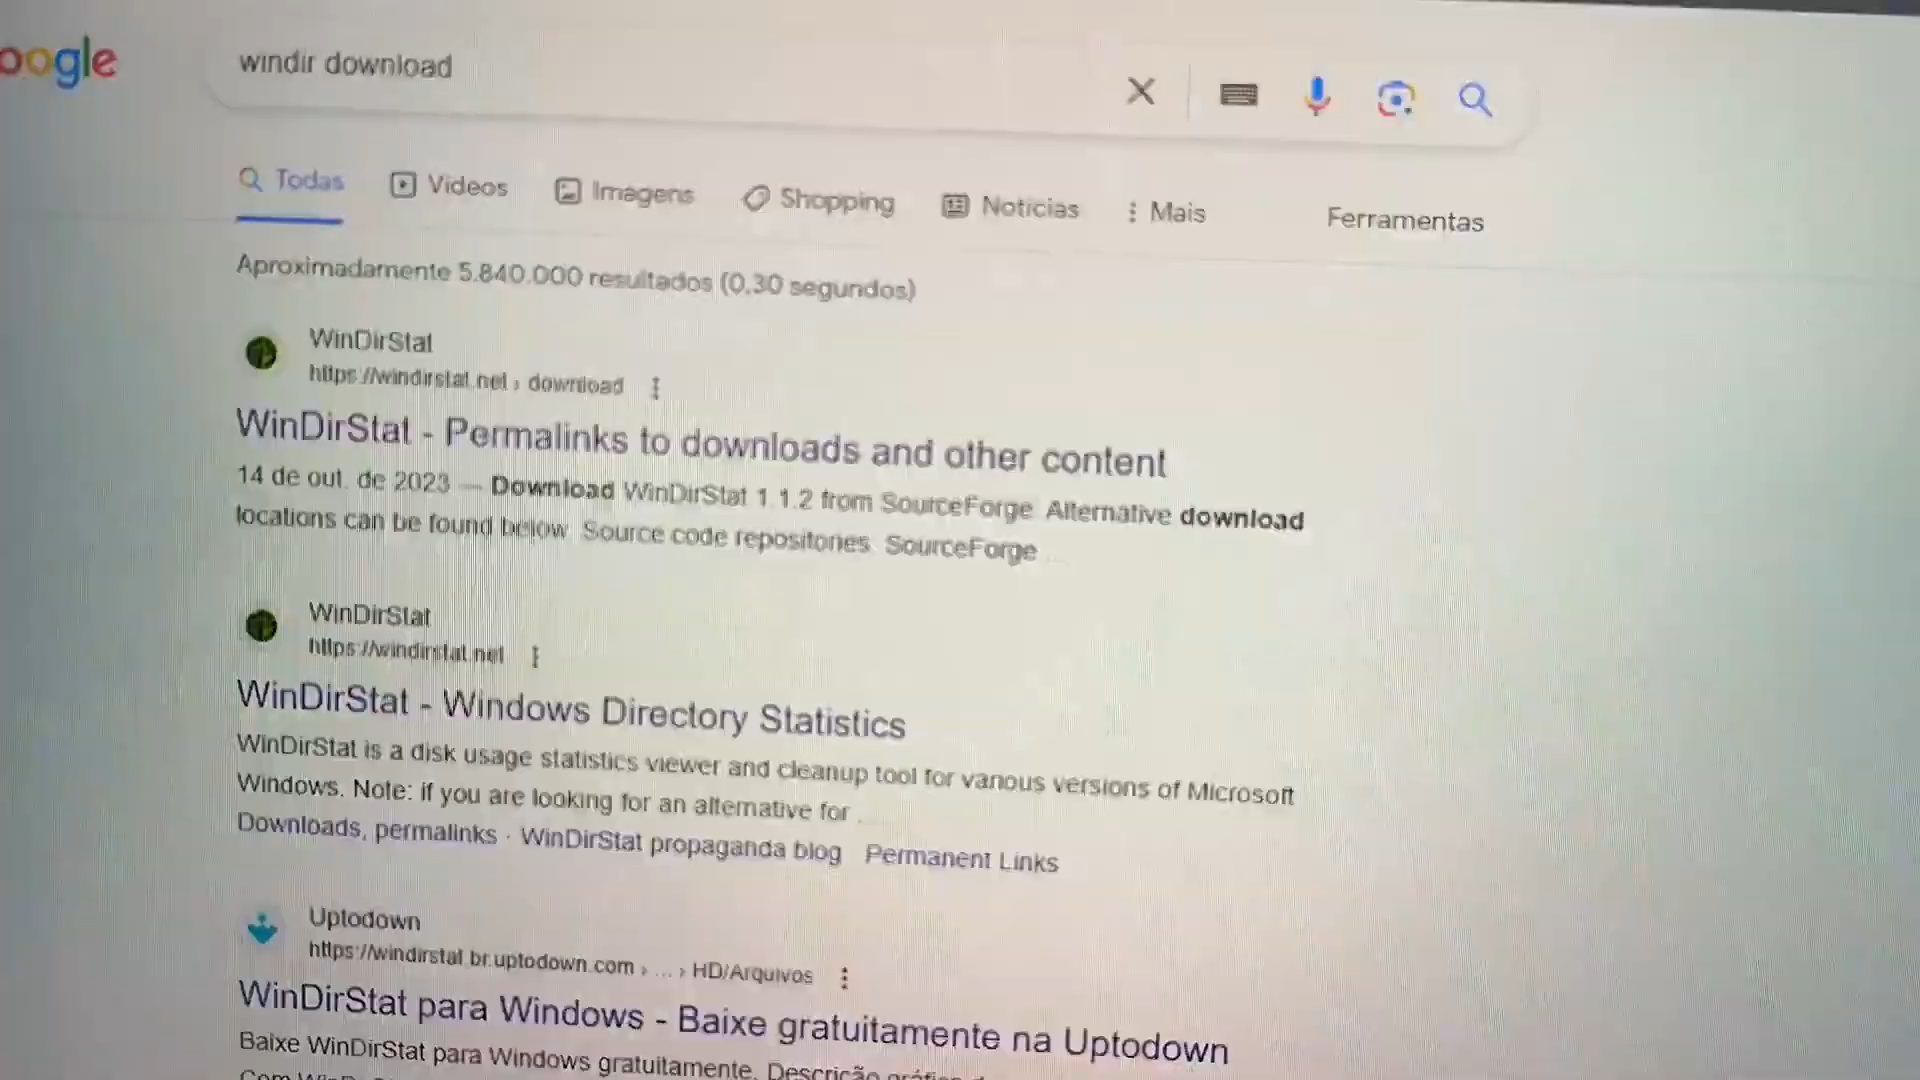 oogle
windir download
Todas Vídeos Imagens Shopping Notícias Mais Ferramentas
Aproximadamente 5.840.000 resultados (0,30 segundos)
WinDirStat
https://windirstat.net › download
WinDirStat - Permalinks to downloads and other content
14 de out. de 2023 — Download WinDirStat 1.1.2 from SourceForge. Alternative download
locations can be found below. Source code repositories. SourceForge ...
WinDirStat
https://windirstat.net
WinDirStat - Windows Directory Statistics
WinDirStat is a disk usage statistics viewer and cleanup tool for various versions of Microsoft
Windows. Note: if you are looking for an alternative for ...
Downloads, permalinks · WinDirStat propaganda blog · Permanent Links
Uptodown
https://windirstat.br.uptodown.com › ... › HD/Arquivos
WinDirStat para Windows - Baixe gratuitamente na Uptodown
Baixe WinDirStat para Windows gratuitamente. Descrição
Com